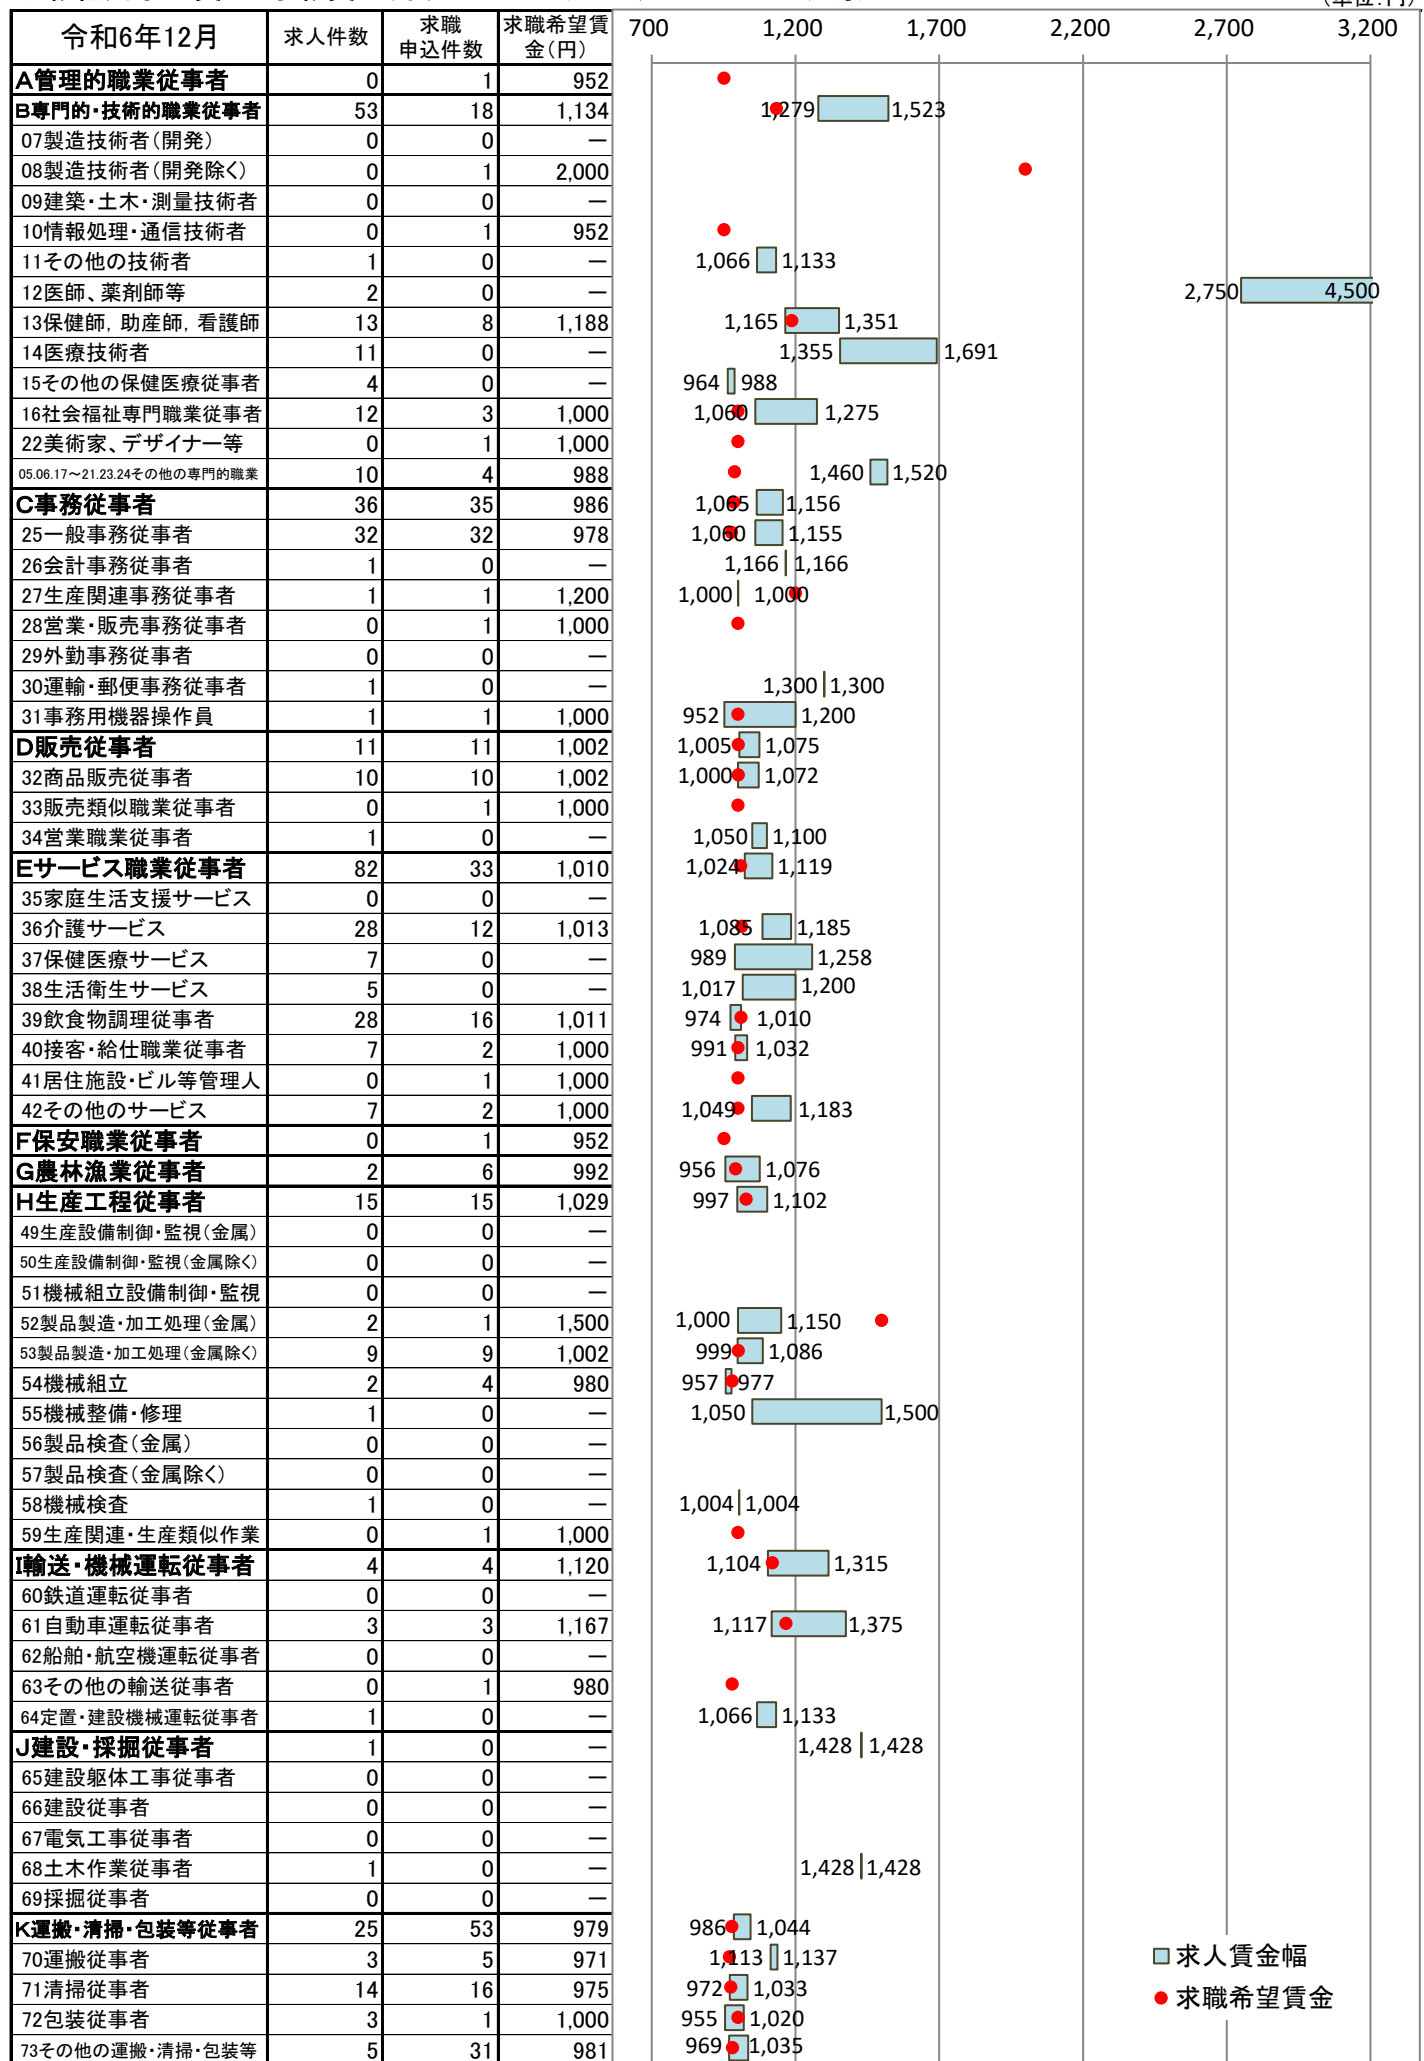 (単位:円)
令和6年12月 求人件数 求職申込件数 求職希望賃金(円) 700 1,200 1,700 2,200 2,700 3,200
A管理的職業従事者 0 1 952
B専門的・技術的職業従事者 53 18 1,134 1,279 1,523
07製造技術者(開発) 0 0 ―
08製造技術者(開発除く) 0 1 2,000
09建築・土木・測量技術者 0 0 ―
10情報処理・通信技術者 0 1 952
11その他の技術者 1 0 ― 1,066 1,133
12医師、薬剤師等 2 0 ― 2,750 4,500
13保健師,助産師,看護師 13 8 1,188 1,165 1,351
14医療技術者 11 0 ― 1,355 1,691
15その他の保健医療従事者 4 0 ― 964 988
16社会福祉専門職業従事者 12 3 1,000 1,060 1,275
22美術家、デザイナー等 0 1 1,000
05.06.17～21.23.24その他の専門的職業 10 4 988 1,460 1,520
C事務従事者 36 35 986 1,065 1,156
25一般事務従事者 32 32 978 1,060 1,155
26会計事務従事者 1 0 ― 1,166 1,166
27生産関連事務従事者 1 1 1,200 1,000 1,000
28営業・販売事務従事者 0 1 1,000
29外勤事務従事者 0 0 ―
30運輸・郵便事務従事者 1 0 ― 1,300 1,300
31事務用機器操作員 1 1 1,000 952 1,200
D販売従事者 11 11 1,002 1,005 1,075
32商品販売従事者 10 10 1,002 1,000 1,072
33販売類似職業従事者 0 1 1,000
34営業職業従事者 1 0 ― 1,050 1,100
Eサービス職業従事者 82 33 1,010 1,024 1,119
35家庭生活支援サービス 0 0 ―
36介護サービス 28 12 1,013 1,085 1,185
37保健医療サービス 7 0 ― 989 1,258
38生活衛生サービス 5 0 ― 1,017 1,200
39飲食物調理従事者 28 16 1,011 974 1,010
40接客・給仕職業従事者 7 2 1,000 991 1,032
41居住施設・ビル等管理人 0 1 1,000
42その他のサービス 7 2 1,000 1,049 1,183
F保安職業従事者 0 1 952
G農林漁業従事者 2 6 992 956 1,076
H生産工程従事者 15 15 1,029 997 1,102
49生産設備制御・監視(金属) 0 0 ―
50生産設備制御・監視(金属除く) 0 0 ―
51機械組立設備制御・監視 0 0 ―
52製品製造・加工処理(金属) 2 1 1,500 1,000 1,150
53製品製造・加工処理(金属除く) 9 9 1,002 999 1,086
54機械組立 2 4 980 957 977
55機械整備・修理 1 0 ― 1,050 1,500
56製品検査(金属) 0 0 ―
57製品検査(金属除く) 0 0 ―
58機械検査 1 0 ― 1,004 1,004
59生産関連・生産類似作業 0 1 1,000
I輸送・機械運転従事者 4 4 1,120 1,104 1,315
60鉄道運転従事者 0 0 ―
61自動車運転従事者 3 3 1,167 1,117 1,375
62船舶・航空機運転従事者 0 0 ―
63その他の輸送従事者 0 1 980
64定置・建設機械運転従事者 1 0 ― 1,066 1,133
J建設・採掘従事者 1 0 ― 1,428 1,428
65建設躯体工事従事者 0 0 ―
66建設従事者 0 0 ―
67電気工事従事者 0 0 ―
68土木作業従事者 1 0 ― 1,428 1,428
69採掘従事者 0 0 ―
K運搬・清掃・包装等従事者 25 53 979 986 1,044
70運搬従事者 3 5 971 1,113 1,137 求人賃金幅
71清掃従事者 14 16 975 972 1,033 求職希望賃金
72包装従事者 3 1 1,000 955 1,020
73その他の運搬・清掃・包装等 5 31 981 969 1,035